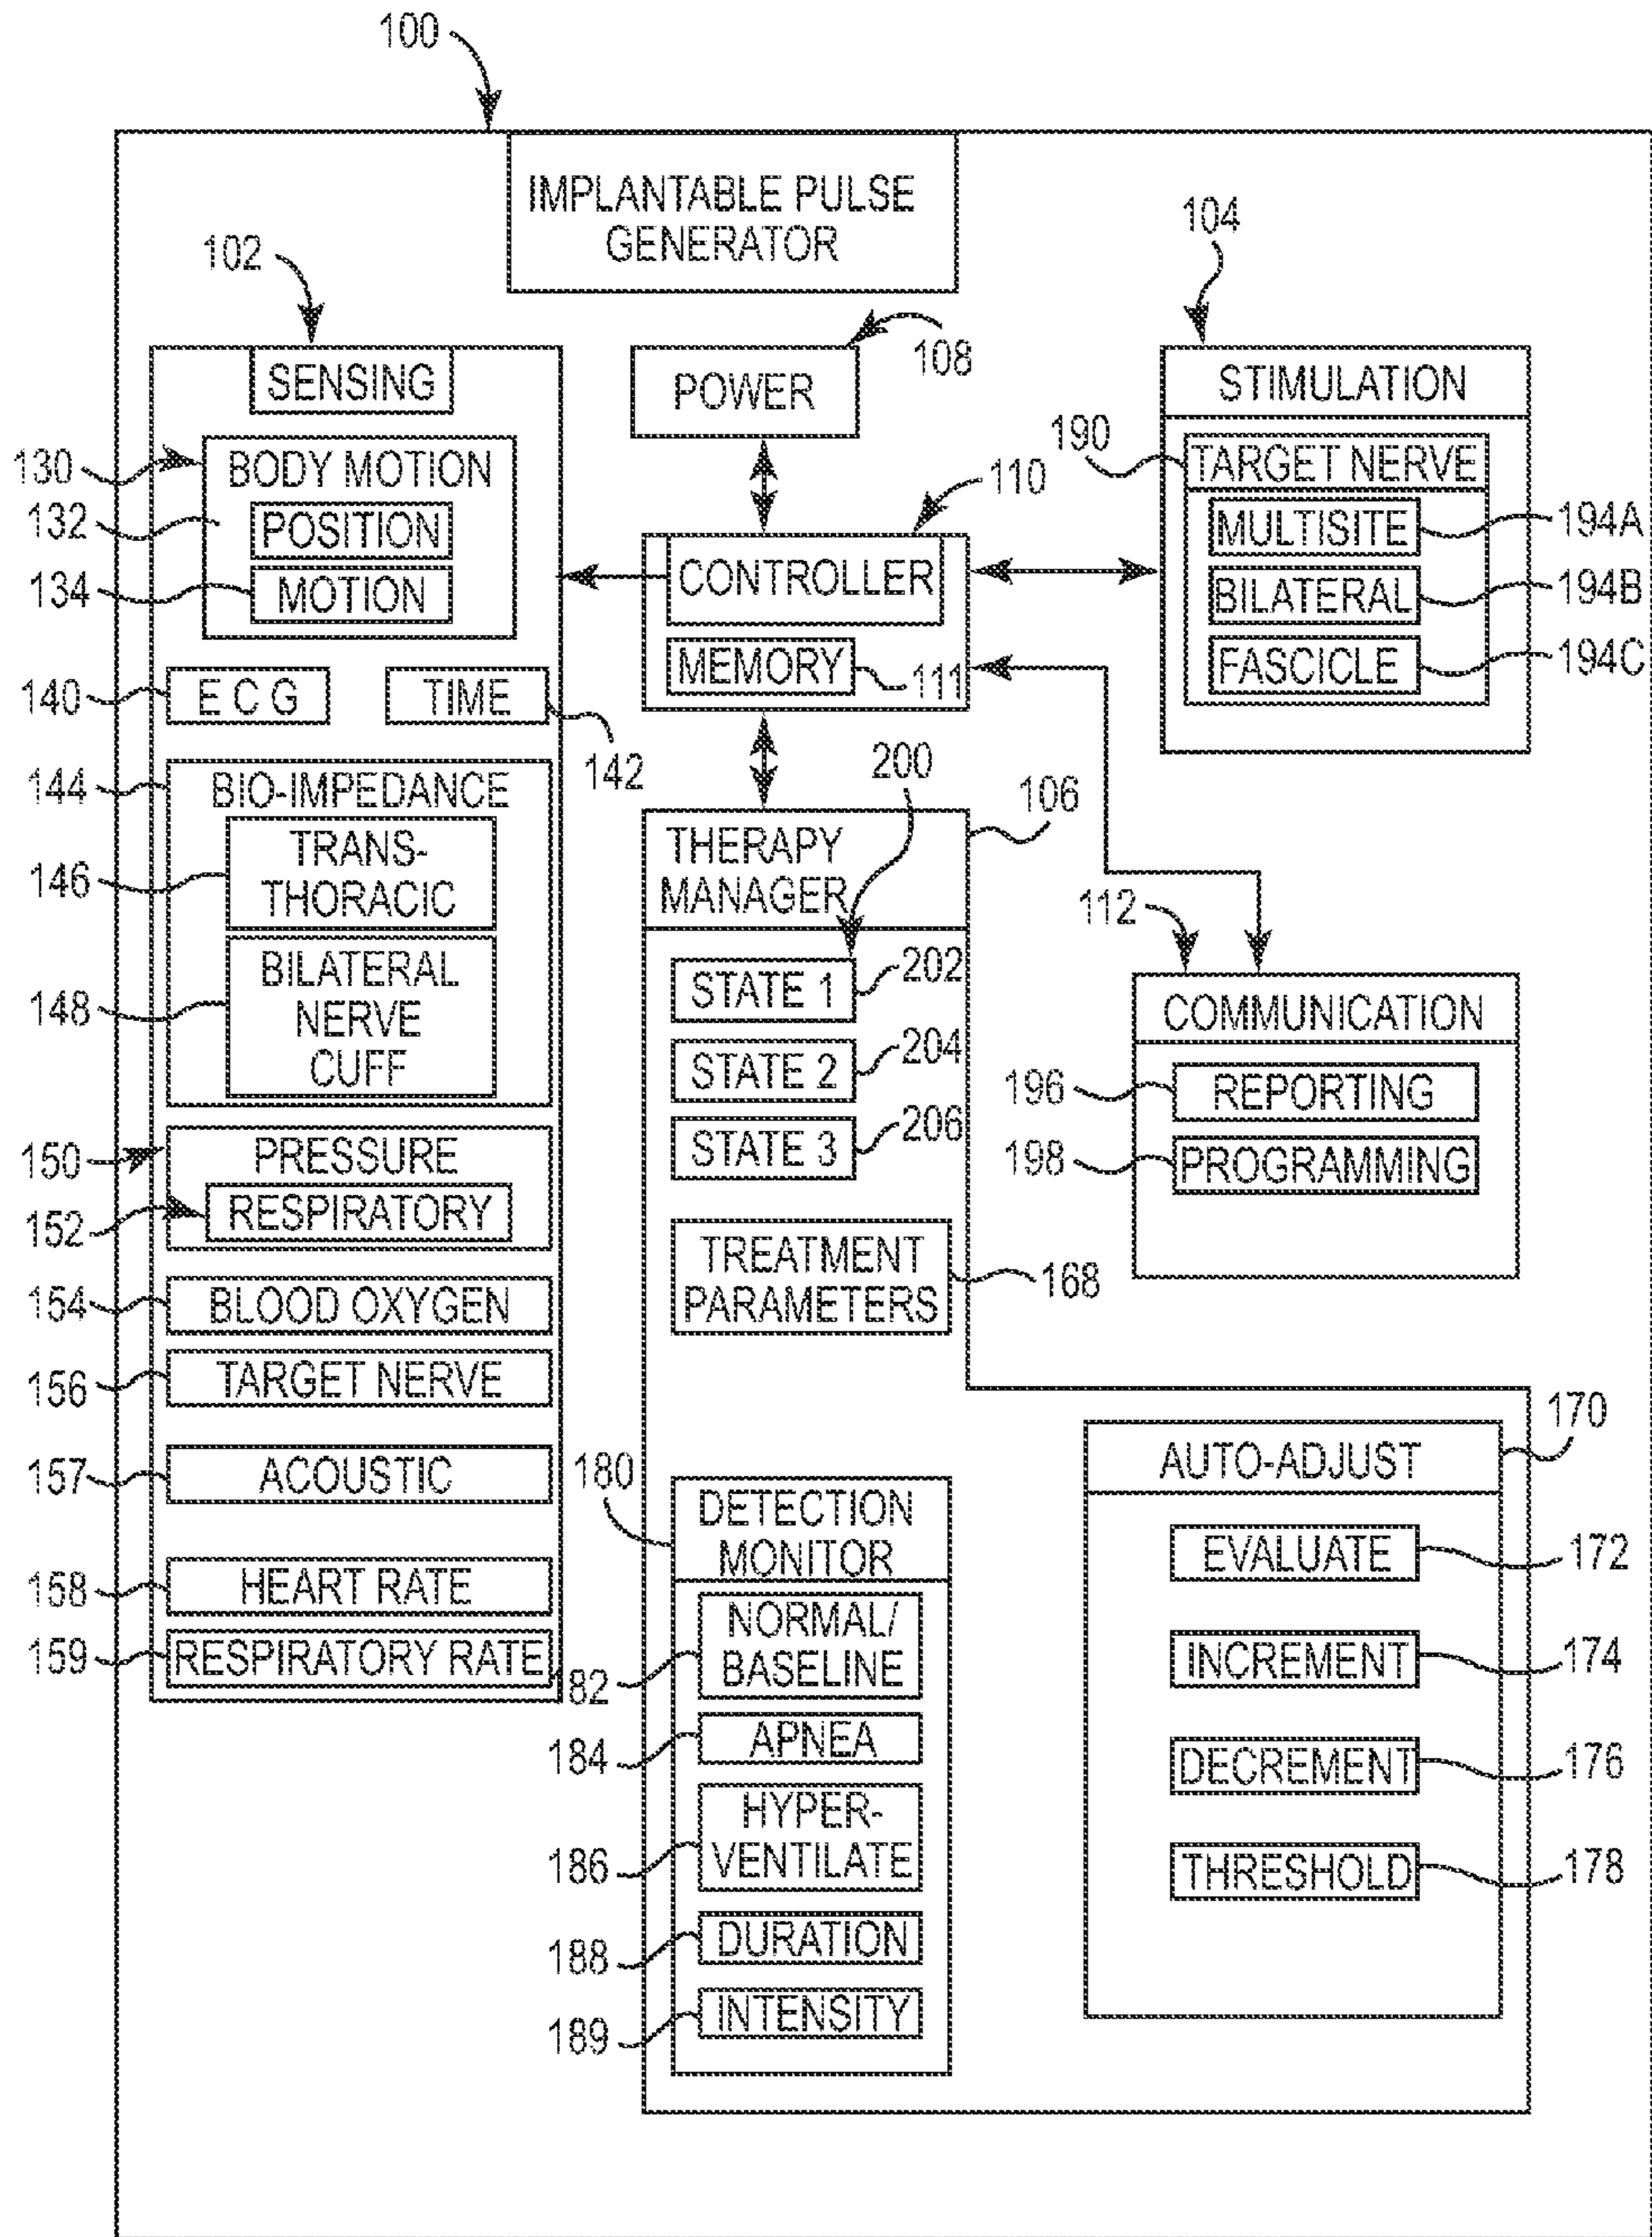 100
IMPLANTABLE PULSE
GENERATOR
102
SENSING
130
BODY MOTION
132
POSITION
134
MOTION
140
E C G
TIME
142
144
BIO-IMPEDANCE
146
TRANS-
THORACIC
148
BILATERAL
NERVE
CUFF
150
PRESSURE
152
RESPIRATORY
154
BLOOD OXYGEN
156
TARGET NERVE
157
ACOUSTIC
158
HEART RATE
159
RESPIRATORY RATE
108
POWER
110
CONTROLLER
MEMORY
111
104
STIMULATION
190
TARGET NERVE
MULTISITE
194A
BILATERAL
194B
FASCICLE
194C
106
THERAPY
MANAGER
200
STATE 1
202
STATE 2
204
STATE 3
206
TREATMENT
PARAMETERS
168
112
COMMUNICATION
196
REPORTING
198
PROGRAMMING
180
DETECTION
MONITOR
82
NORMAL/
BASELINE
184
APNEA
186
HYPER-
VENTILATE
188
DURATION
189
INTENSITY
170
AUTO-ADJUST
EVALUATE
172
INCREMENT
174
DECREMENT
176
THRESHOLD
178